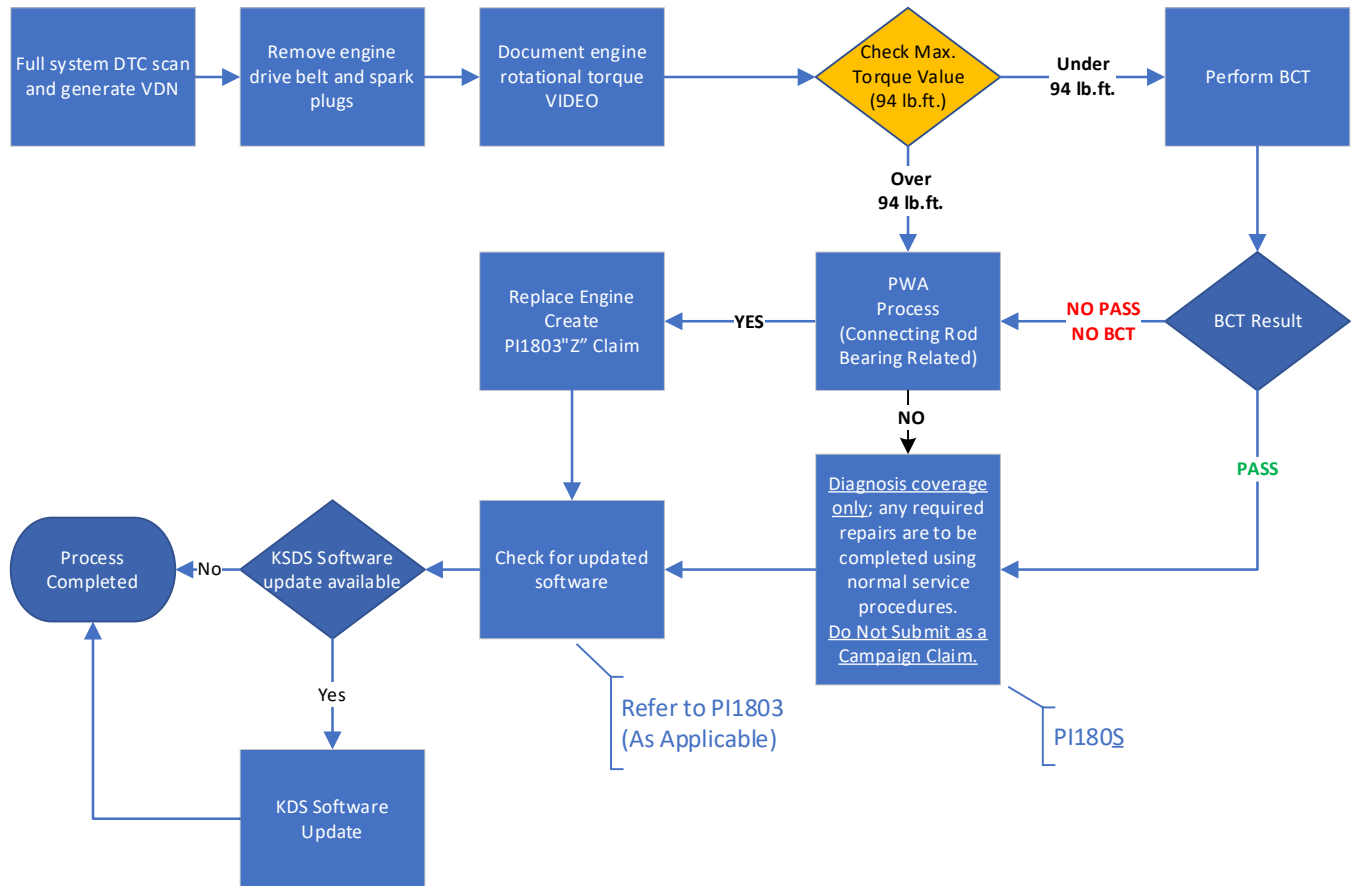 Full system DTC scan
and generate VDN
Remove engine
drive belt and spark
plugs
Document engine
rotational torque
VIDEO
Check Max.
Torque Value
(94 lb.ft.)
Under
94 lb.ft.
Perform BCT
Over
94 lb.ft.
Replace Engine
Create
PI1803"Z” Claim
YES
PWA
Process
(Connecting Rod
Bearing Related)
NO PASS
NO BCT
BCT Result
NO
PASS
Process
Completed
No
KSDS Software
update available
Check for updated
software
Diagnosis coverage
only; any required
repairs are to be
completed using
normal service
procedures.
Do Not Submit as a
Campaign Claim.
Yes
Refer to PI1803
(As Applicable)
PI180S
KDS Software
Update